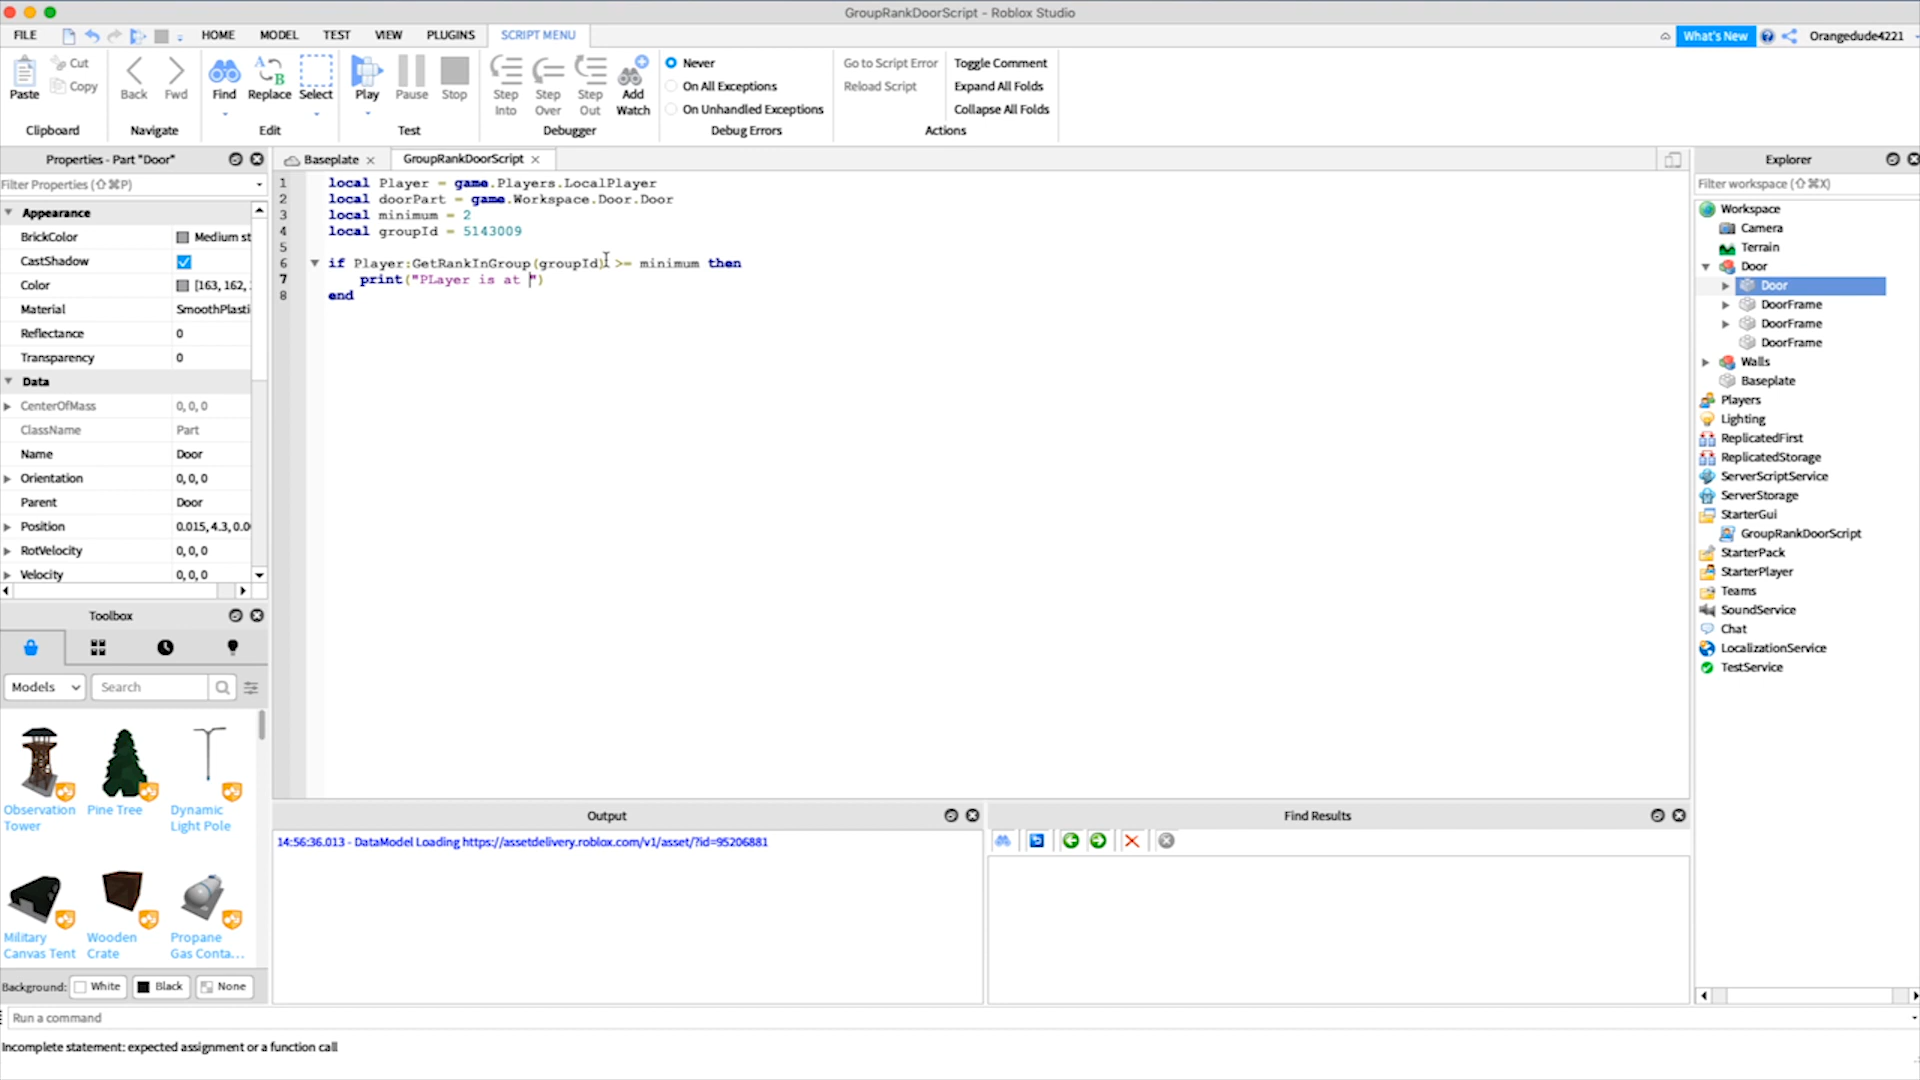 GroupRankDoorScript - Roblox Studio
FILE HOME MODEL TEST VIEW PLUGINS SCRIPT MENU What's New Orangedude4221
Paste Cut Copy Back Fwd Find Replace Select Play Pause Stop Step Into Step Over Step Out Add Watch
Never
On All Exceptions
On Unhandled Exceptions
Go to Script Error
Reload Script
Toggle Comment
Expand All Folds
Collapse All Folds
Clipboard Navigate Edit Test Debugger Debug Errors Actions
Properties - Part "Door"
Filter Properties (⇧⌘P)
Appearance
BrickColor Medium st
CastShadow
Color [163, 162,
Material SmoothPlasti
Reflectance 0
Transparency 0
Data
CenterOfMass 0, 0, 0
ClassName Part
Name Door
Orientation 0, 0, 0
Parent Door
Position 0.015, 4.3, 0.0
RotVelocity 0, 0, 0
Velocity 0, 0, 0
Toolbox
Models Search
Observation Tower
Pine Tree
Dynamic Light Pole
Military Canvas Tent
Wooden Crate
Propane Gas Conta...
Background: White Black None
Baseplate GroupRankDoorScript
1 local Player = game.Players.LocalPlayer
2 local doorPart = game.Workspace.Door.Door
3 local minimum = 2
4 local groupId = 5143009
5
6 if Player:GetRankInGroup(groupId) >= minimum then
7 print("PLayer is at ")
8 end
Output
14:56:36.013 - DataModel Loading https://assetdelivery.roblox.com/v1/asset/?id=95206881
Find Results
Explorer
Filter workspace (⇧⌘X)
Workspace
Camera
Terrain
Door
Door
DoorFrame
DoorFrame
DoorFrame
Walls
Baseplate
Players
Lighting
ReplicatedFirst
ReplicatedStorage
ServerScriptService
ServerStorage
StarterGui
GroupRankDoorScript
StarterPack
StarterPlayer
Teams
SoundService
Chat
LocalizationService
TestService
Run a command
Incomplete statement: expected assignment or a function call